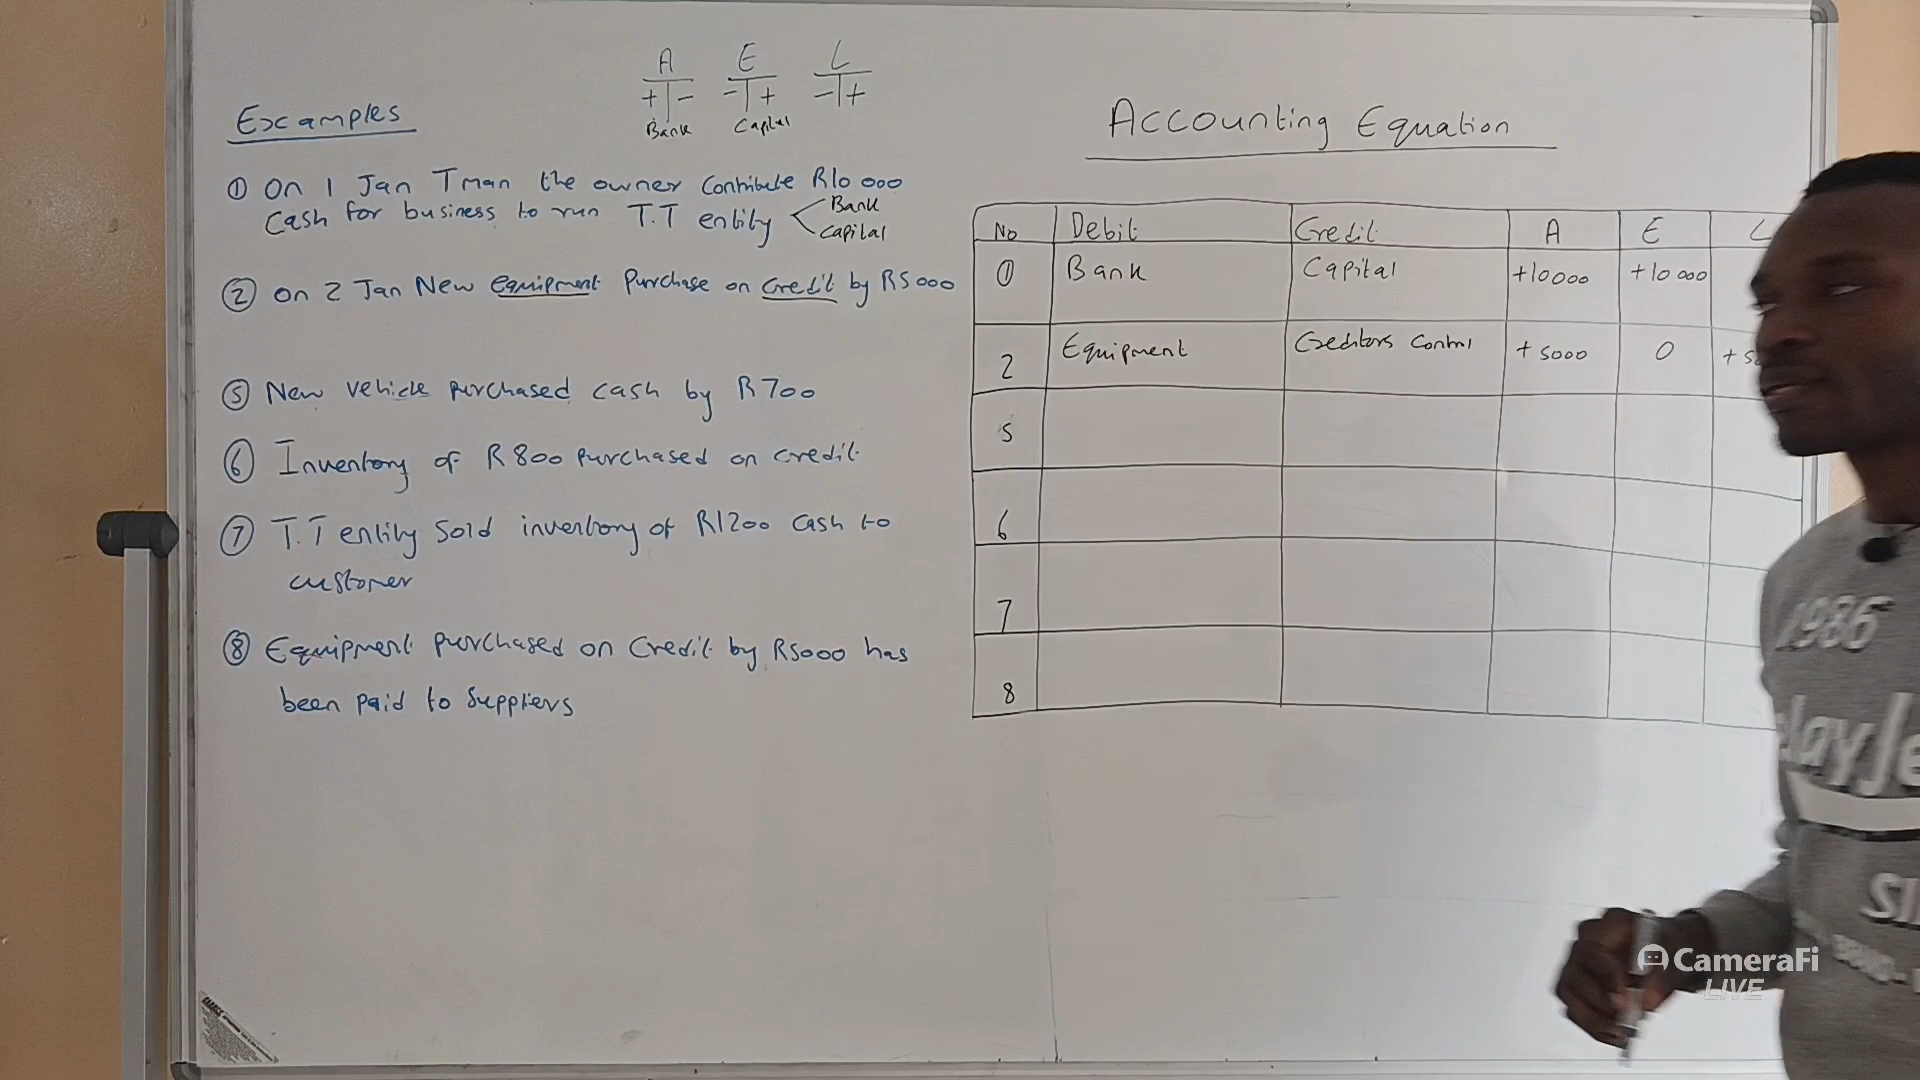 A E L
+ - - + - +
Bank Capital
Examples
① On 1 Jan Tman the owner Contribute R10 000
Cash for business to run T.T entity
Bank
Capital
② on 2 Jan New equipment Purchase on Credit by R5000
⑤ New vehicle purchased cash by R700
⑥ Inventory of R800 purchased on credit
⑦ T.T entity Sold inventory of R1200 Cash to
customer
⑧ Equipment purchased on Credit by R5000 has
been paid to Suppliers
Accounting Equation
No Debit Credit A E L
① Bank Capital +10000 +10 000
2 Equipment Creditors Control +5000 0 +50
5
6
7
8
1986
CameraFi
LIVE